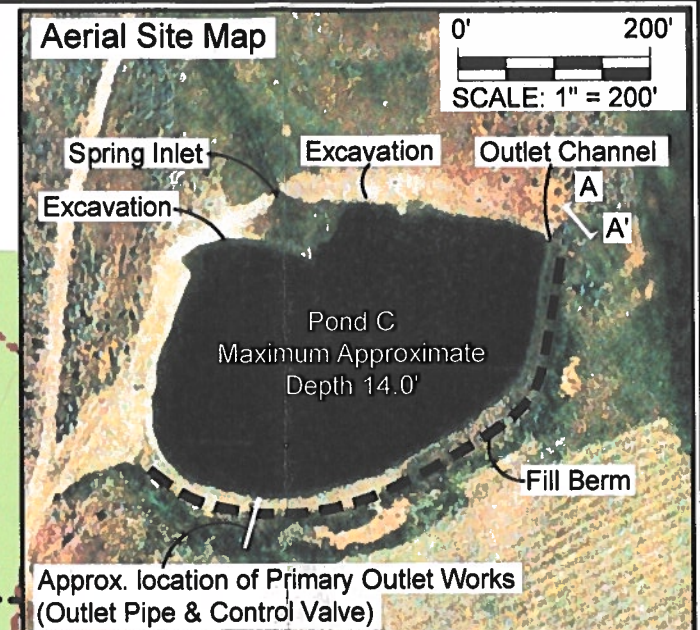 Aerial Site Map
0' 200'
SCALE: 1" = 200'
Spring Inlet
Excavation
Outlet Channel
Excavation
A
A'
Pond C
Maximum Approximate
Depth 14.0'
Fill Berm
Approx. location of Primary Outlet Works
(Outlet Pipe & Control Valve)